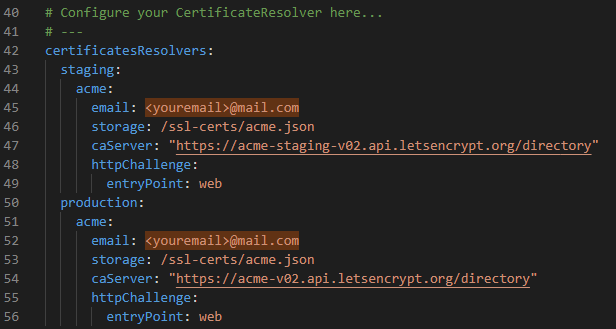 40 # Configure your CertificateResolver here...
41 # ---
42 certificatesResolvers:
43   staging:
44     acme:
45       email: <youremail>@mail.com
46       storage: /ssl-certs/acme.json
47       caServer: "https://acme-staging-v02.api.letsencrypt.org/directory"
48       httpChallenge:
49         entryPoint: web
50   production:
51     acme:
52       email: <youremail>@mail.com
53       storage: /ssl-certs/acme.json
54       caServer: "https://acme-v02.api.letsencrypt.org/directory"
55       httpChallenge:
56         entryPoint: web